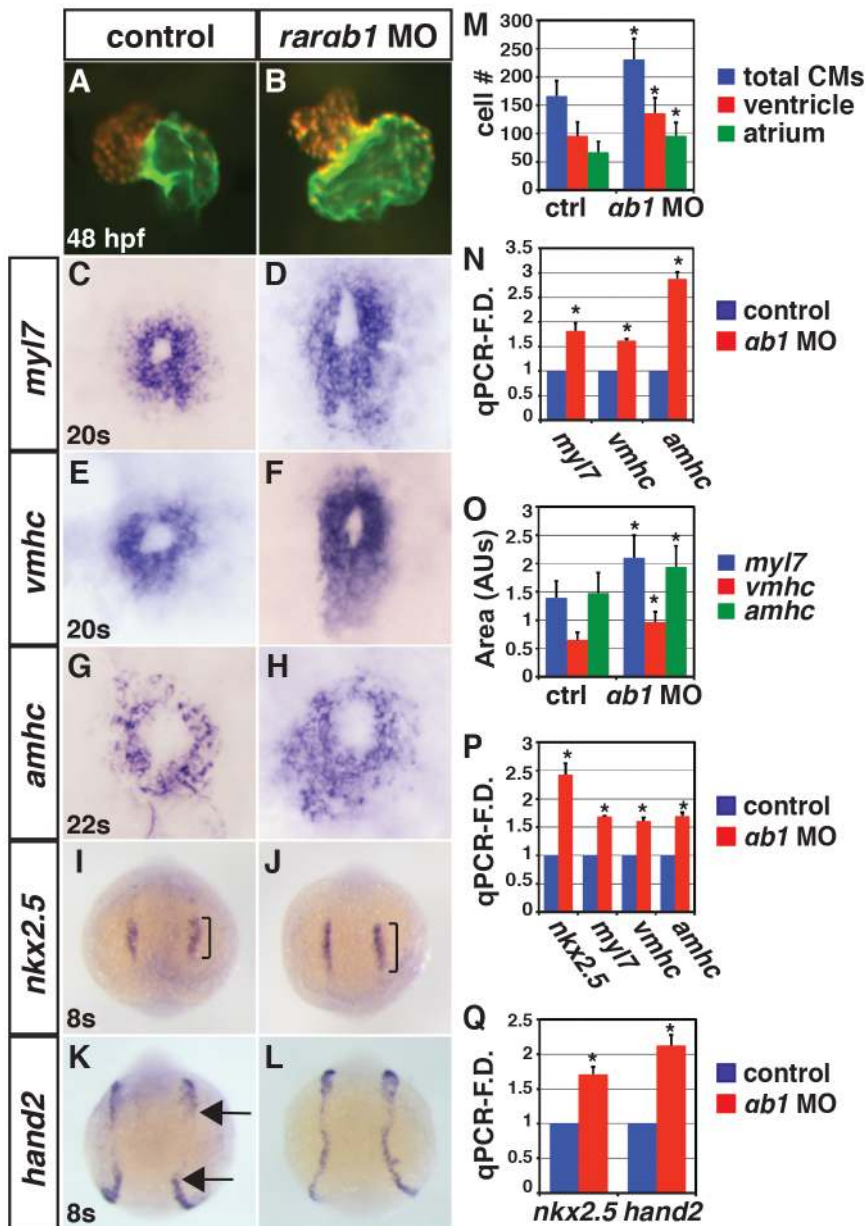 control
rarab1 MO
A
B
48 hpf
myl7
C
D
20s
vmhc
E
F
20s
amhc
G
H
22s
nkx2.5
I
J
8s
hand2
K
L
8s
M
cell #
300
250
200
150
100
50
0
*
*
*
ctrl
ab1 MO
total CMs
ventricle
atrium
N
qPCR-F.D.
3.5
3
2.5
2
1.5
1
0.5
0
*
*
*
myl7
vmhc
amhc
control
ab1 MO
O
Area (AUs)
3
2.5
2
1.5
1
0.5
0
*
*
*
ctrl
ab1 MO
myl7
vmhc
amhc
P
qPCR-F.D.
3
2.5
2
1.5
1
0.5
0
*
*
*
*
nkx2.5
myl7
vmhc
amhc
control
ab1 MO
Q
qPCR-F.D.
2.5
2
1.5
1
0.5
0
*
*
nkx2.5 hand2
control
ab1 MO